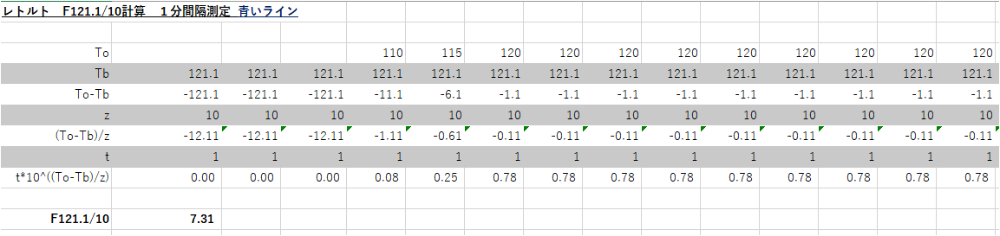 レトルト F121.1/10計算 １分間隔測定 青いライン
To 110 115 120 120 120 120 120 120 120 120 120
Tb 121.1 121.1 121.1 121.1 121.1 121.1 121.1 121.1 121.1 121.1 121.1 121.1 121.1 121.1
To-Tb -121.1 -121.1 -121.1 -11.1 -6.1 -1.1 -1.1 -1.1 -1.1 -1.1 -1.1 -1.1 -1.1 -1.1
z 10 10 10 10 10 10 10 10 10 10 10 10 10 10
(To-Tb)/z -12.11 -12.11 -12.11 -1.11 -0.61 -0.11 -0.11 -0.11 -0.11 -0.11 -0.11 -0.11 -0.11 -0.11
t 1 1 1 1 1 1 1 1 1 1 1 1 1 1
t*10^((To-Tb)/z) 0.00 0.00 0.00 0.08 0.25 0.78 0.78 0.78 0.78 0.78 0.78 0.78 0.78 0.78
F121.1/10 7.31